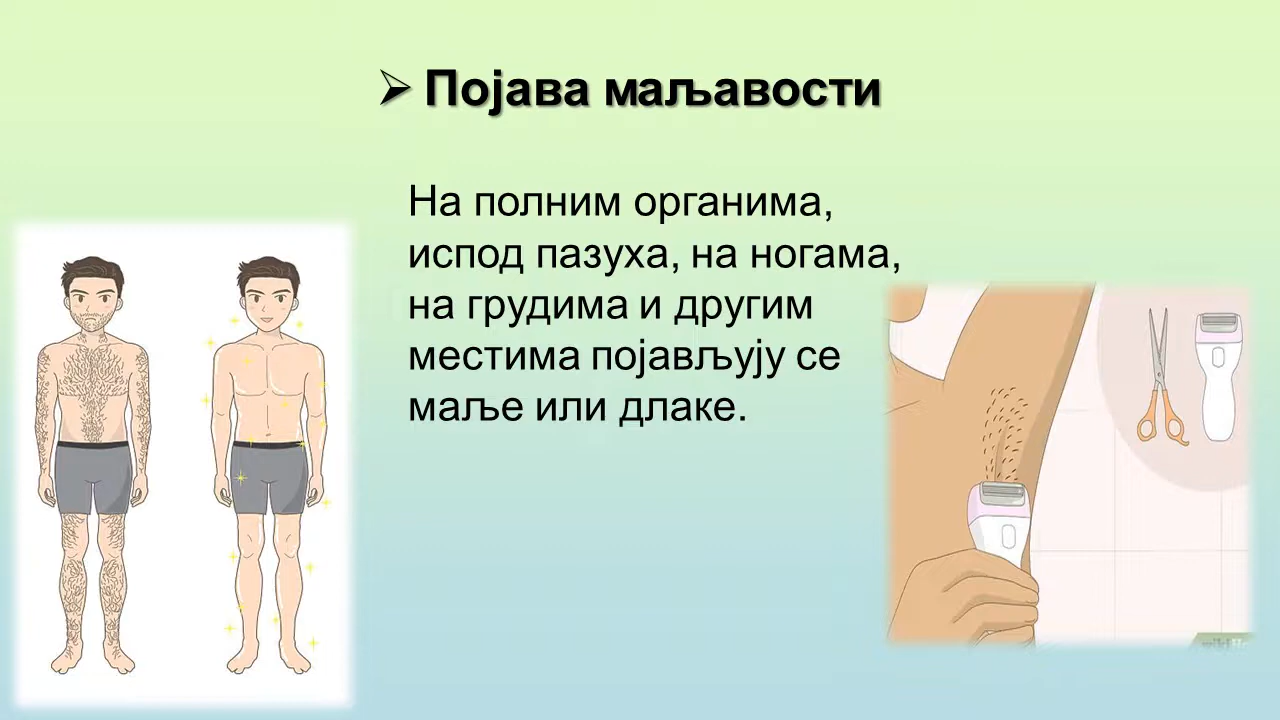 ➢ Појава маљавости
На полним органима,
испод пазуха, на ногама,
на грудима и другим
местима појављују се
маље или длаке.